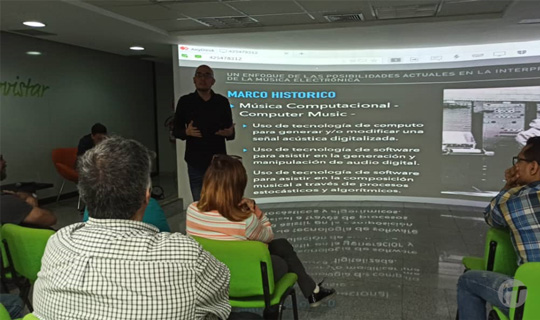 UN ENFOQUE DE LAS POSIBILIDADES ACTUALES EN LA INTERPRE
DE LA MÚSICA ELECTRÓNICA
MARCO HISTORICO
Música Computacional -
Computer Music -
Uso de tecnología de computo
para generar y/o modificar una
señal acústica digitalizada.
Uso de tecnología de software
para asistir en la generación y
manipulación de audio digital.
Uso de tecnología de software
para asistir en la composición
musical a través de procesos
estocásticos y algorítmicos.
ovistar